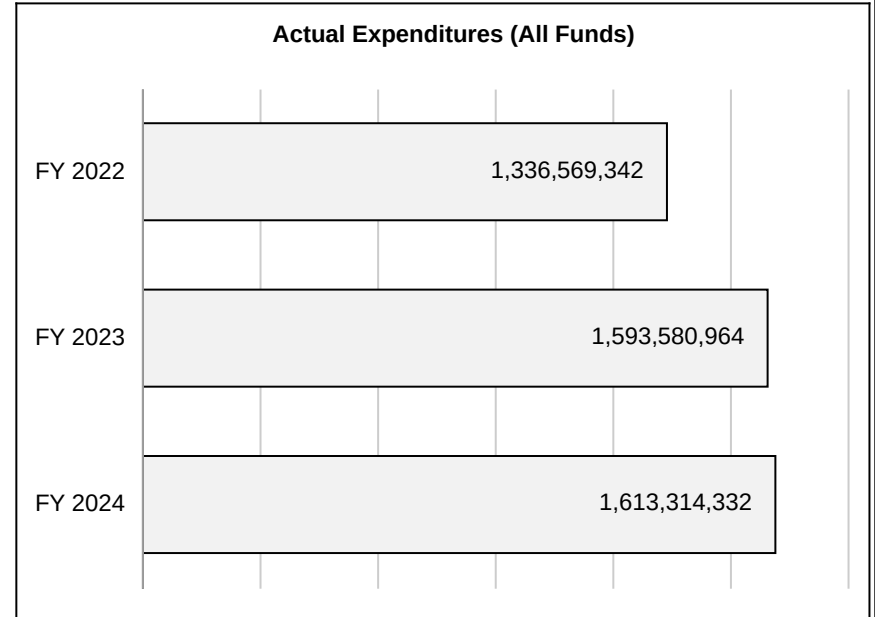 Actual Expenditures (All Funds)
FY 2022
1,336,569,342
FY 2023
1,593,580,964
FY 2024
1,613,314,332